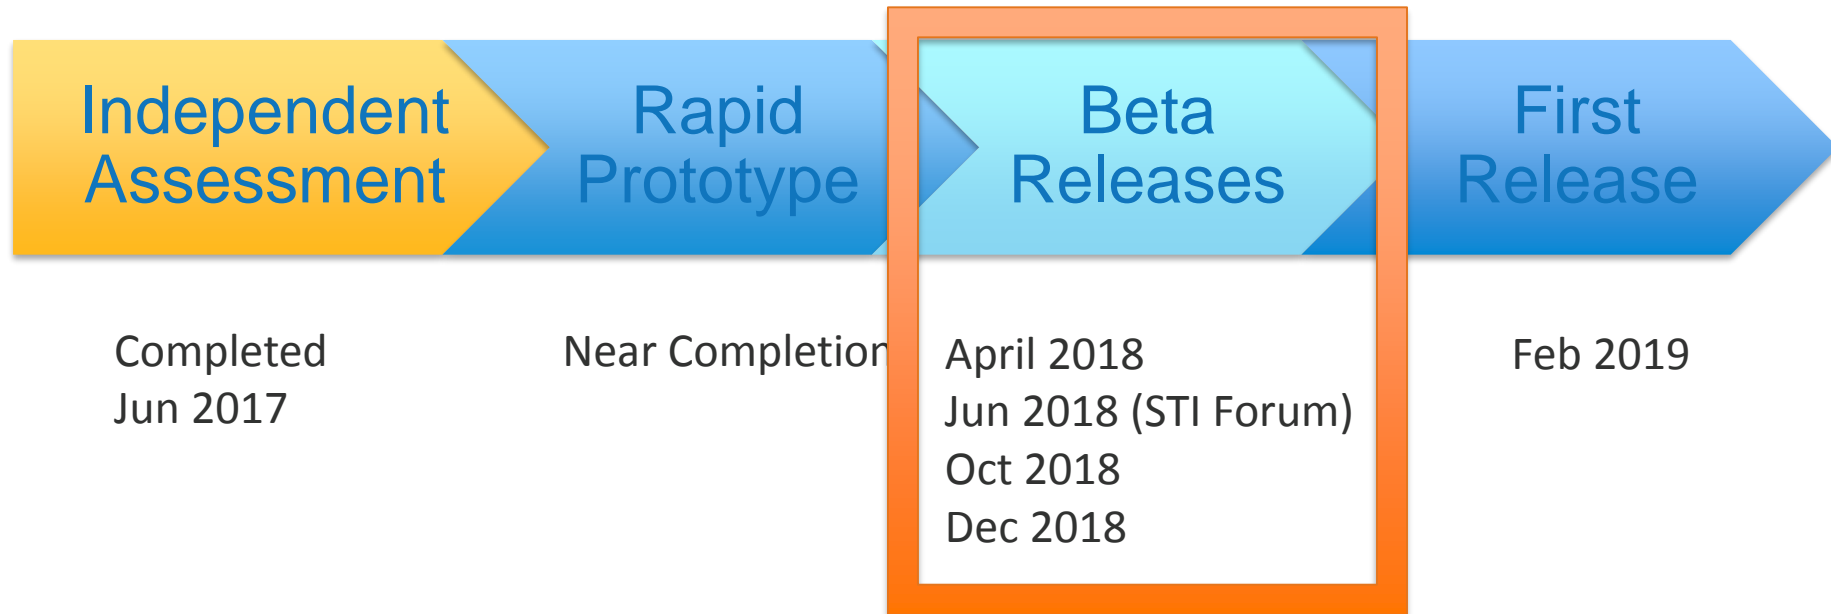 Independent
Assessment
Rapid
Prototype
Beta
Releases
First
Release
Completed
Jun 2017
Near Completion
April 2018
Jun 2018 (STI Forum)
Oct 2018
Dec 2018
Feb 2019